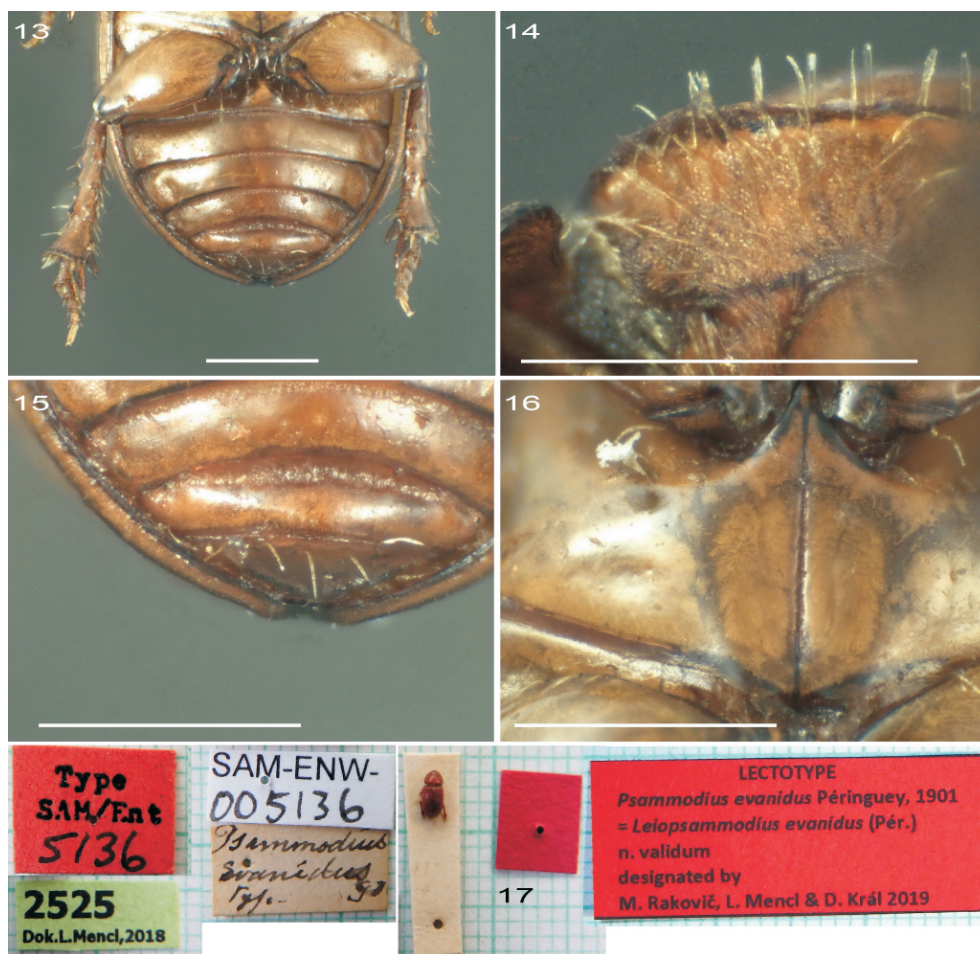 13
14
15
16
Type
SAM/Ent
5136
2525
Dok.L.Mencl,2018
SAM-ENW-
005136
Psammodius
evanidus
Typ.
17
LECTOTYPE
Psammodius evanidus Péringuey, 1901
= Leiopsammodius evanidus (Pér.)
n. validum
designated by
M. Rakovič, L. Mencl & D. Král 2019